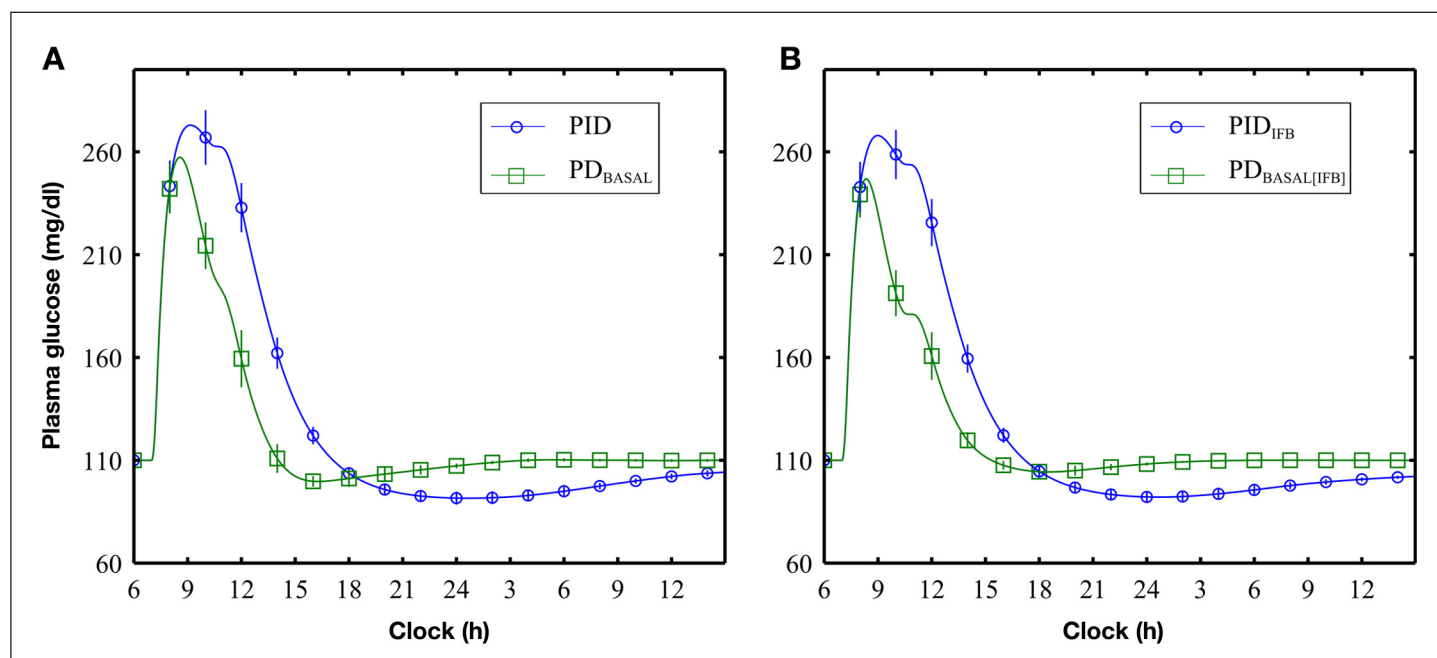 A
B
Plasma glucose (mg/dl)
260
210
160
110
60
6 9 12 15 18 21 24 3 6 9 12
Clock (h)
PID
PD_BASAL
260
210
160
110
60
6 9 12 15 18 21 24 3 6 9 12
Clock (h)
PID_IFB
PD_BASAL[IFB]